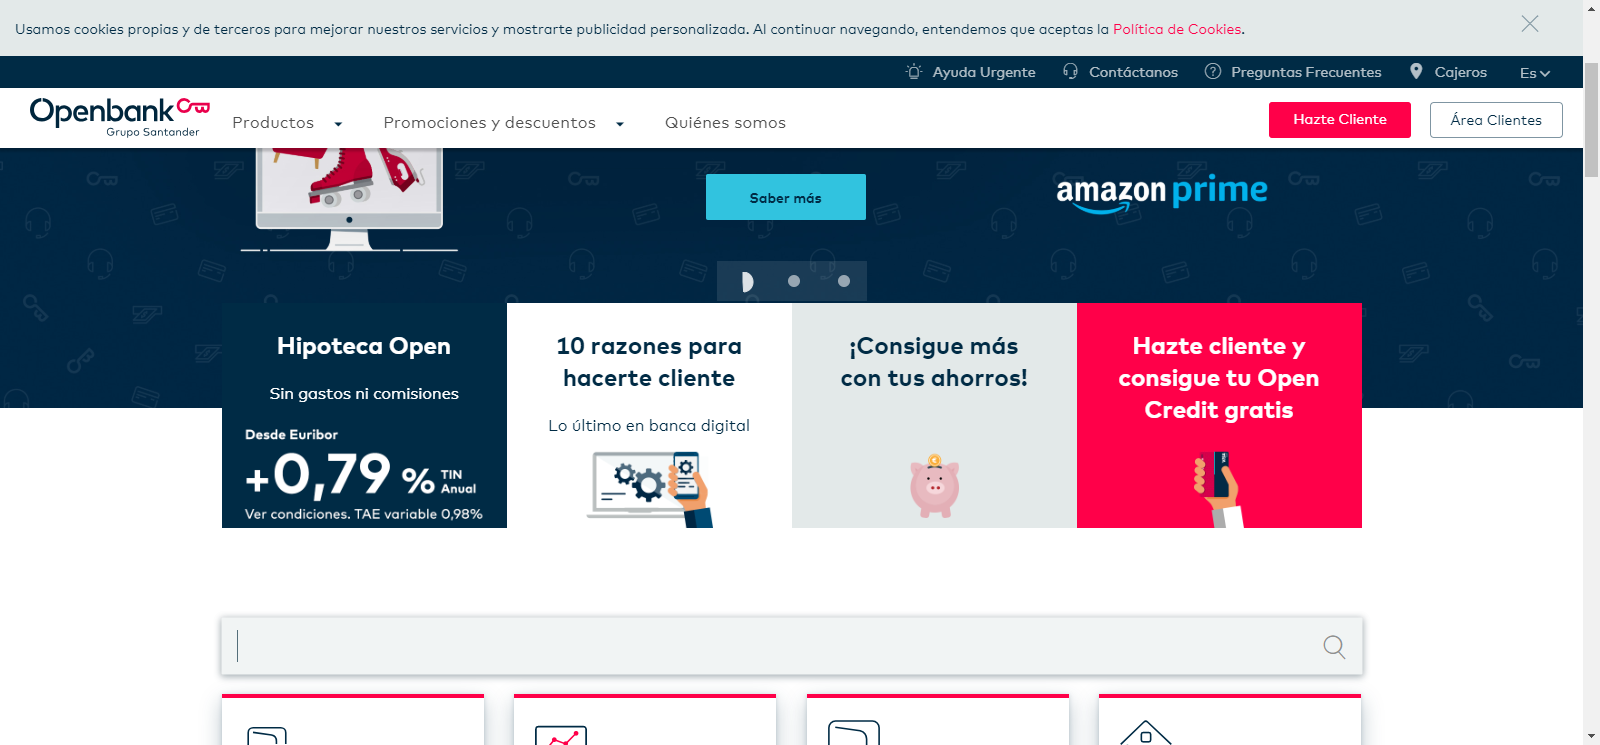 Usamos cookies propias y de terceros para mejorar nuestros servicios y mostrarte publicidad personalizada. Al continuar navegando, entendemos que aceptas la Política de Cookies.
Ayuda Urgente Contáctanos Preguntas Frecuentes Cajeros Es
Openbank
Grupo Santander
Productos Promociones y descuentos Quiénes somos
Hazte Cliente Área Clientes
Saber más
amazon prime
Hipoteca Open
Sin gastos ni comisiones
Desde Euribor
+0,79 % TIN Anual
Ver condiciones. TAE variable 0,98%
10 razones para
hacerte cliente
Lo último en banca digital
¡Consigue más
con tus ahorros!
Hazte cliente y
consigue tu Open
Credit gratis